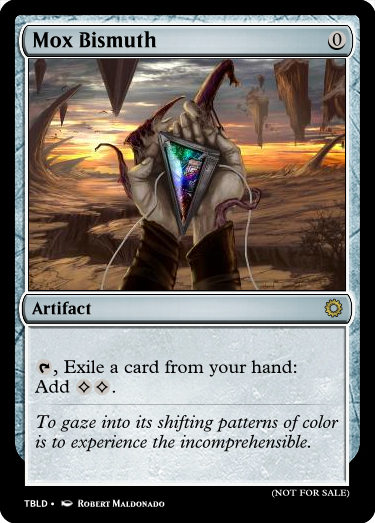 Mox Bismuth 0
Artifact
, Exile a card from your hand:
Add .
To gaze into its shifting patterns of color
is to experience the incomprehensible.
(NOT FOR SALE)
TBLD • Robert Maldonado